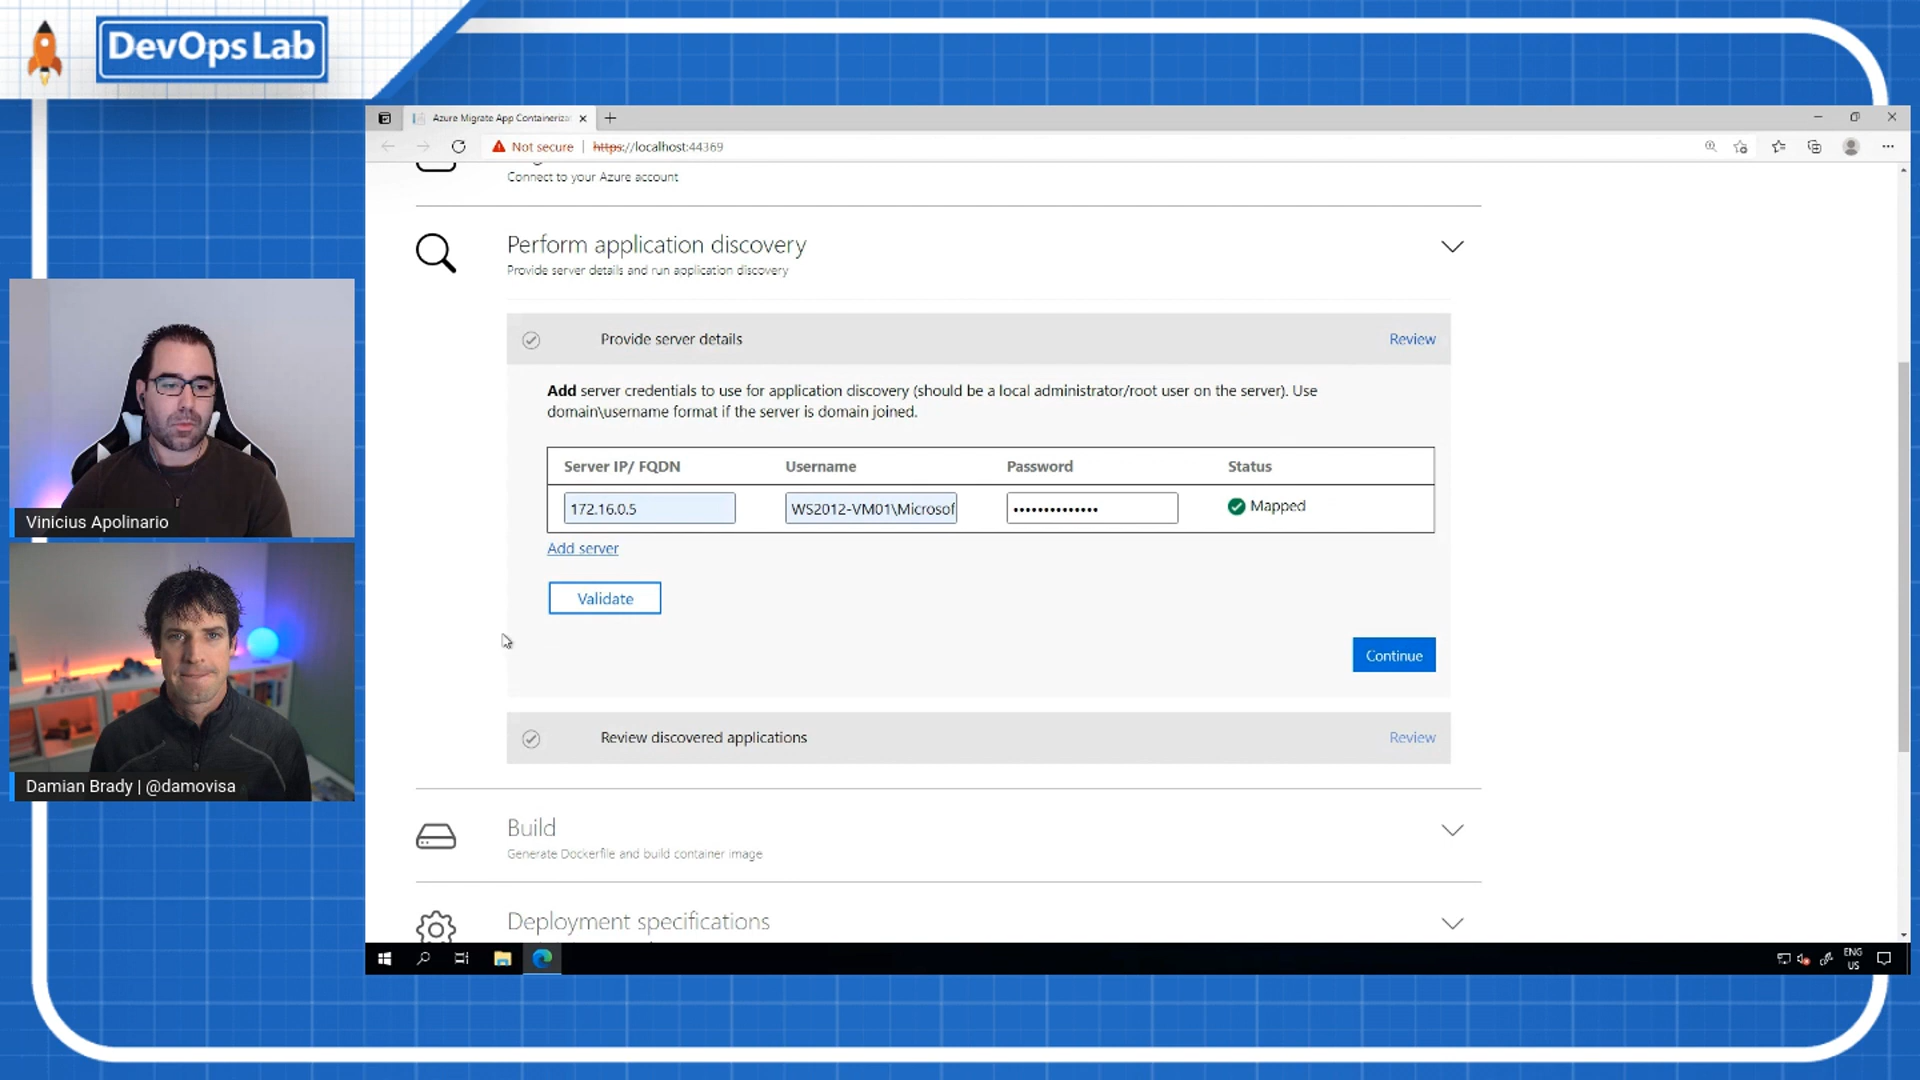 DevOps Lab
Azure Migrate App Containeriza
Not secure | https://localhost:44369
Connect to your Azure account
Perform application discovery
Provide server details and run application discovery
Provide server details
Review
Add server credentials to use for application discovery (should be a local administrator/root user on the server). Use
domain\username format if the server is domain joined.
Server IP/ FQDN
Username
Password
Status
172.16.0.5
WS2012-VM01\Microsof
••••••••••••••
Mapped
Add server
Validate
Continue
Review discovered applications
Review
Build
Generate Dockerfile and build container image
Deployment specifications
ENG
US
Vinicius Apolinario
Damian Brady | @damovisa